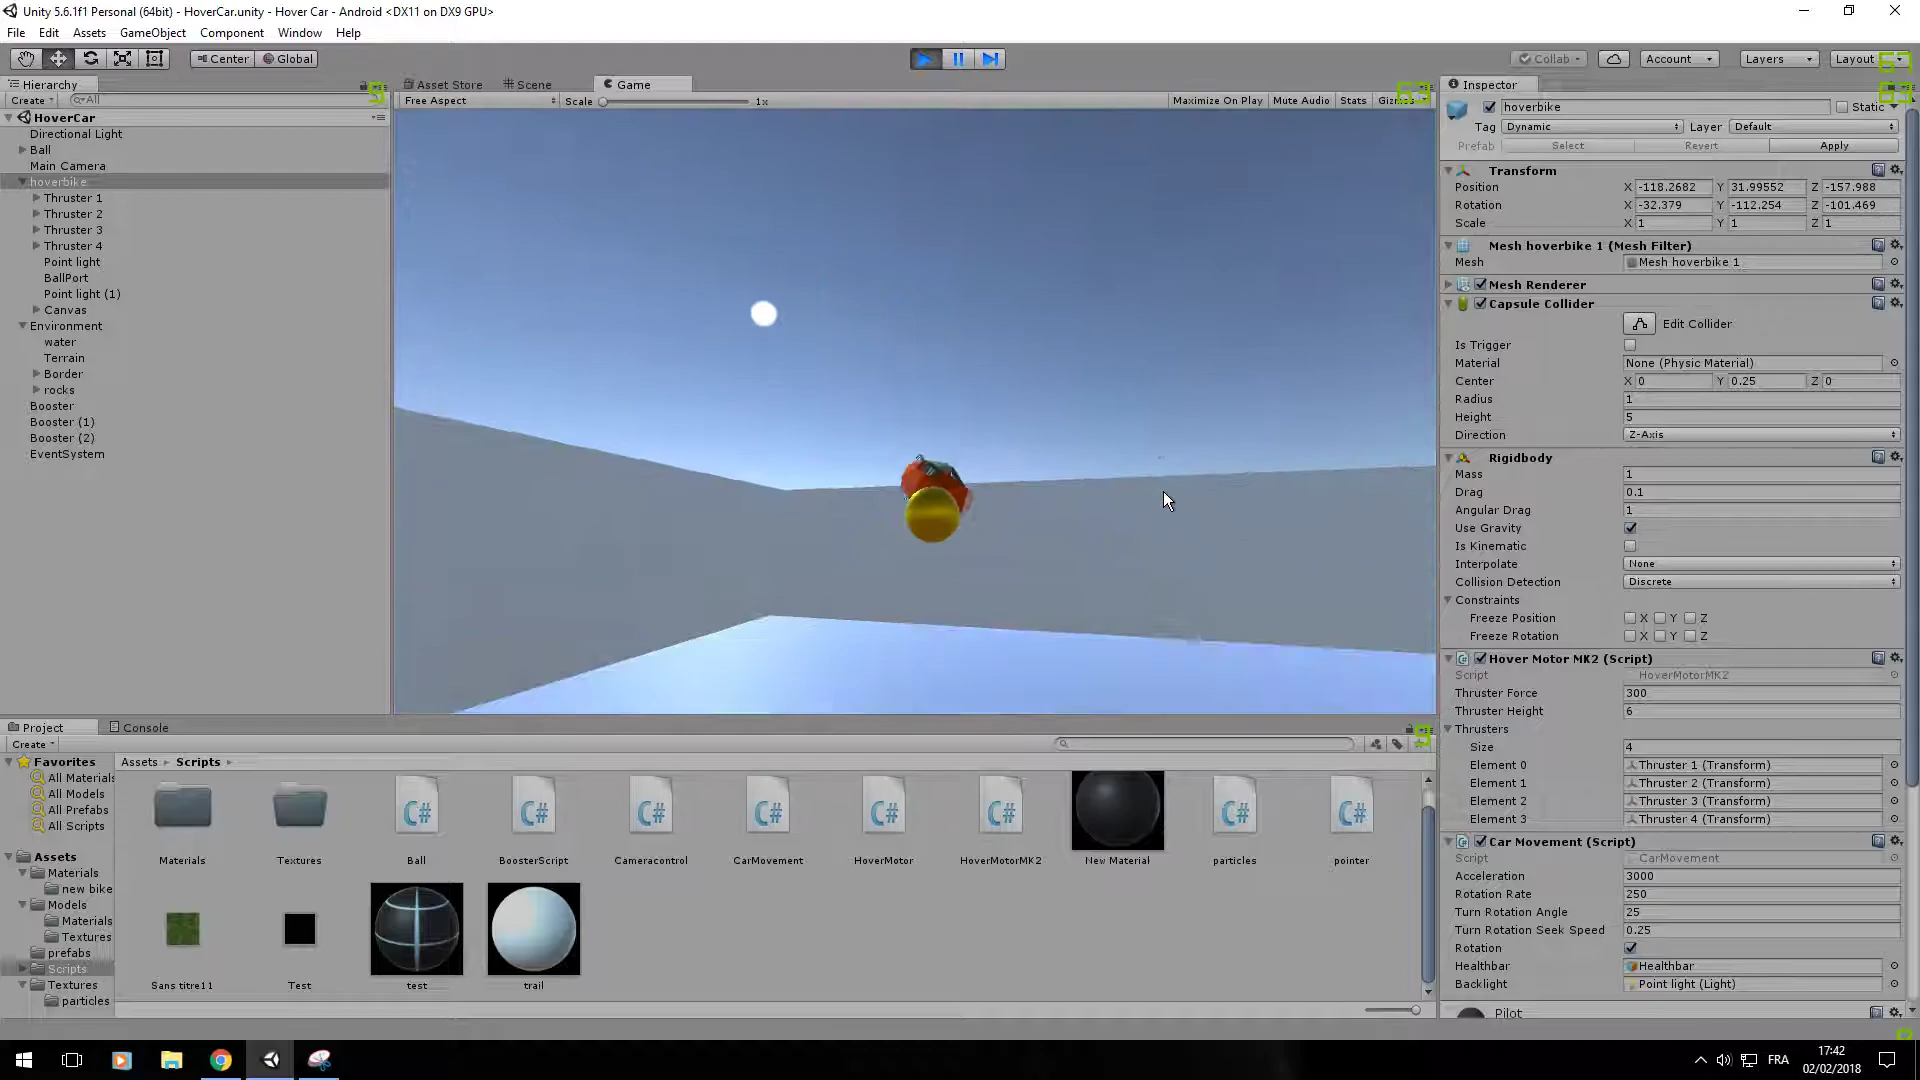 Unity 5.6.1f1 Personal (64bit) - HoverCar.unity - Hover Car - Android <DX11 on DX9 GPU>
File Edit Assets GameObject Component Window Help
Center Global Collab Account Layers Layout
Hierarchy
Create All
HoverCar
Directional Light
Ball
Main Camera
hoverbike
Thruster 1
Thruster 2
Thruster 3
Thruster 4
Point light
BallPort
Point light (1)
Canvas
Environment
water
Terrain
Border
rocks
Booster
Booster (1)
Booster (2)
EventSystem
Asset Store Scene Game
Free Aspect Scale 1x Maximize On Play Mute Audio Stats
Inspector
hoverbike Static
Tag Dynamic Layer Default
Prefab Select Revert Apply
Transform
Position X -118.2682 Y 31.99552 Z -157.988
Rotation X -32.379 Y -112.254 Z -101.469
Scale X 1 Y 1 Z 1
Mesh hoverbike 1 (Mesh Filter)
Mesh Mesh hoverbike 1
Mesh Renderer
Capsule Collider
Edit Collider
Is Trigger
Material None (Physic Material)
Center X 0 Y 0.25 Z 0
Radius 1
Height 5
Direction Z-Axis
Rigidbody
Mass 1
Drag 0.1
Angular Drag 1
Use Gravity
Is Kinematic
Interpolate None
Collision Detection Discrete
Constraints
Freeze Position X Y Z
Freeze Rotation X Y Z
Hover Motor MK2 (Script)
Script HoverMotorMK2
Thruster Force 300
Thruster Height 6
Thrusters
Size 4
Element 0 Thruster 1 (Transform)
Element 1 Thruster 2 (Transform)
Element 2 Thruster 3 (Transform)
Element 3 Thruster 4 (Transform)
Car Movement (Script)
Script CarMovement
Acceleration 3000
Rotation Rate 250
Turn Rotation Angle 25
Turn Rotation Seek Speed 0.25
Rotation
Healthbar Healthbar
Backlight Point light (Light)
Pilot
Project Console
Create
Favorites
All Materials
All Models
All Prefabs
All Scripts
Assets
Materials
new bike
Models
Materials
Textures
prefabs
Scripts
Textures
particles
Assets Scripts
C# C# C# C# C# C# C# C#
Materials Textures Ball BoosterScript Cameracontrol CarMovement HoverMotor HoverMotorMK2 New Material particles pointer
Sans titre11 Test test trail
FRA
17:42
02/02/2018